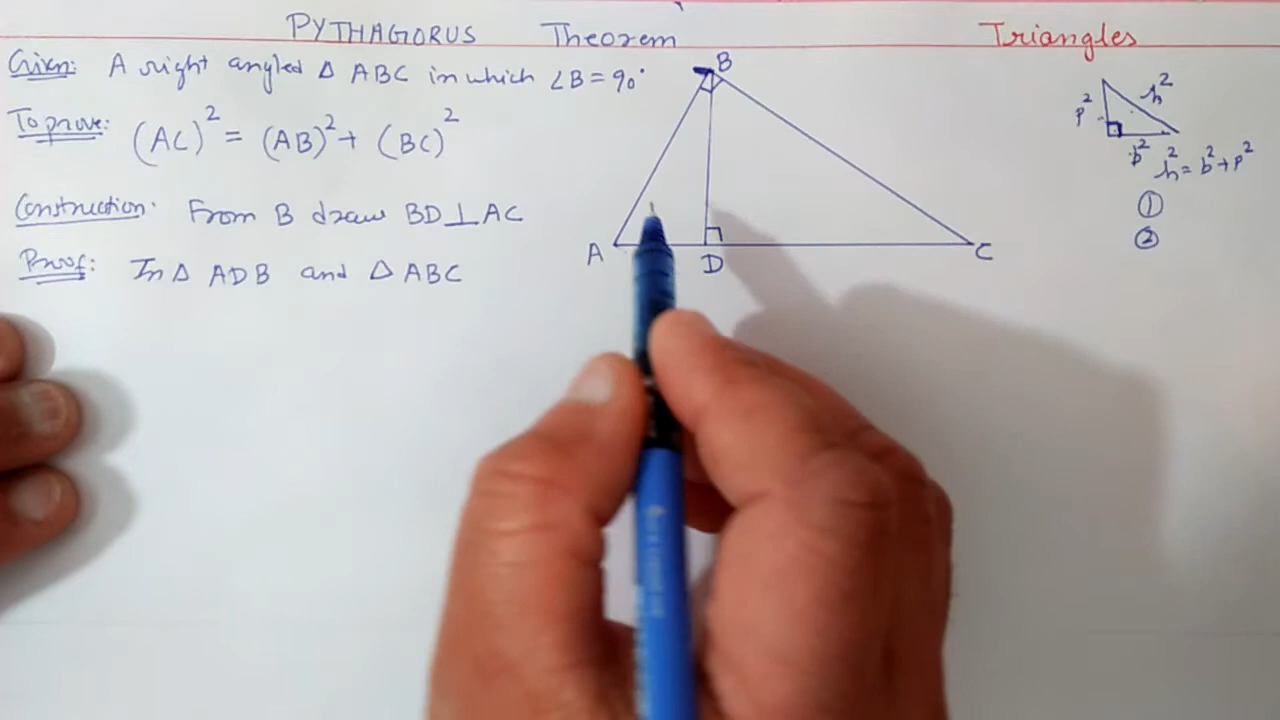 PYTHAGORUS Theorem Triangles
Given: A right angled Δ ABC in which ∠B = 90°
To prove: (AC)² = (AB)² + (BC)²
Construction: From B draw BD⊥AC
Proof: In Δ ADB and Δ ABC
B
A
D
C
p²
h²
b²
h² = b² + p²
①
②